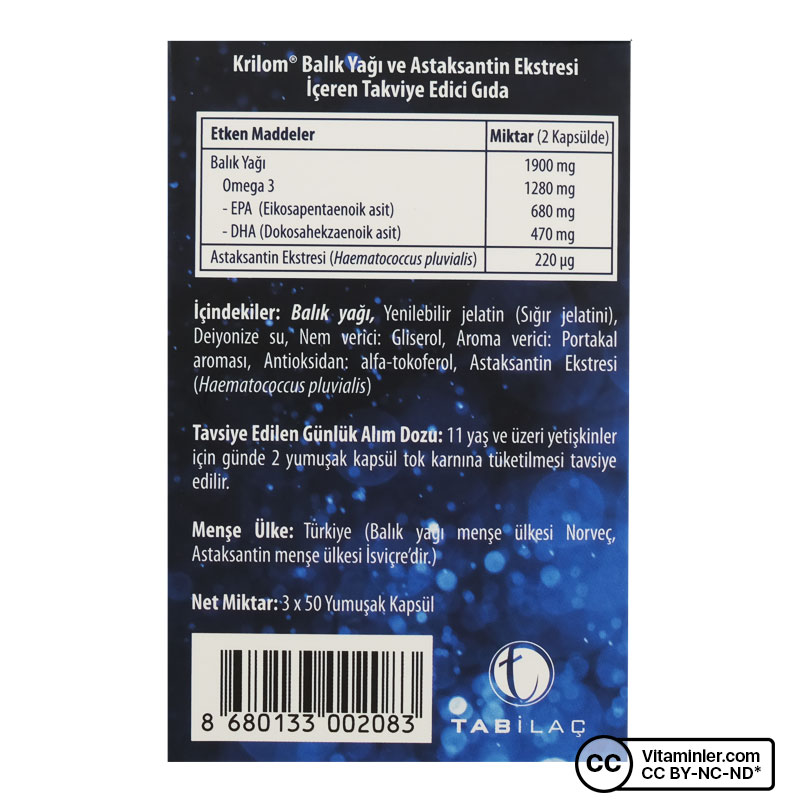 Krilom® Balık Yağı ve Astaksantin Ekstresi
İçeren Takviye Edici Gıda
Etken Maddeler Miktar (2 Kapsülde)
Balık Yağı 1900 mg
Omega 3 1280 mg
- EPA (Eikosapentaenoik asit) 680 mg
- DHA (Dokosahekzaenoik asit) 470 mg
Astaksantin Ekstresi (Haematococcus pluvialis) 220 µg
İçindekiler: Balık yağı, Yenilebilir jelatin (Sığır jelatini),
Deiyonize su, Nem verici: Gliserol, Aroma verici: Portakal
aroması, Antioksidan: alfa-tokoferol, Astaksantin Ekstresi
(Haematococcus pluvialis)
Tavsiye Edilen Günlük Alım Dozu: 11 yaş ve üzeri yetişkinler
için günde 2 yumuşak kapsül tok karnına tüketilmesi tavsiye
edilir.
Menşe Ülke: Türkiye (Balık yağı menşe ülkesi Norveç,
Astaksantin menşe ülkesi İsviçre'dir.)
Net Miktar: 3 x 50 Yumuşak Kapsül
8 680133 002083
t
TABİLAÇ
cc
Vitaminler.com
CC BY-NC-ND*